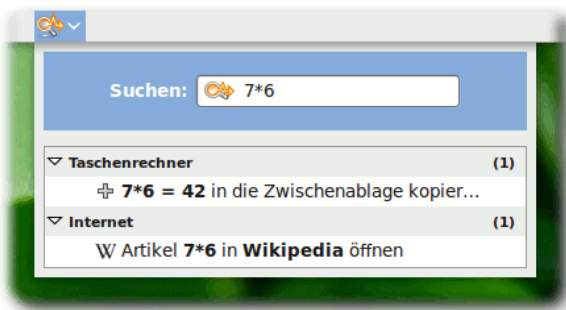 Suchen: 7*6
Taschenrechner (1)
7*6 = 42 in die Zwischenablage kopier...
Internet (1)
W Artikel 7*6 in Wikipedia öffnen